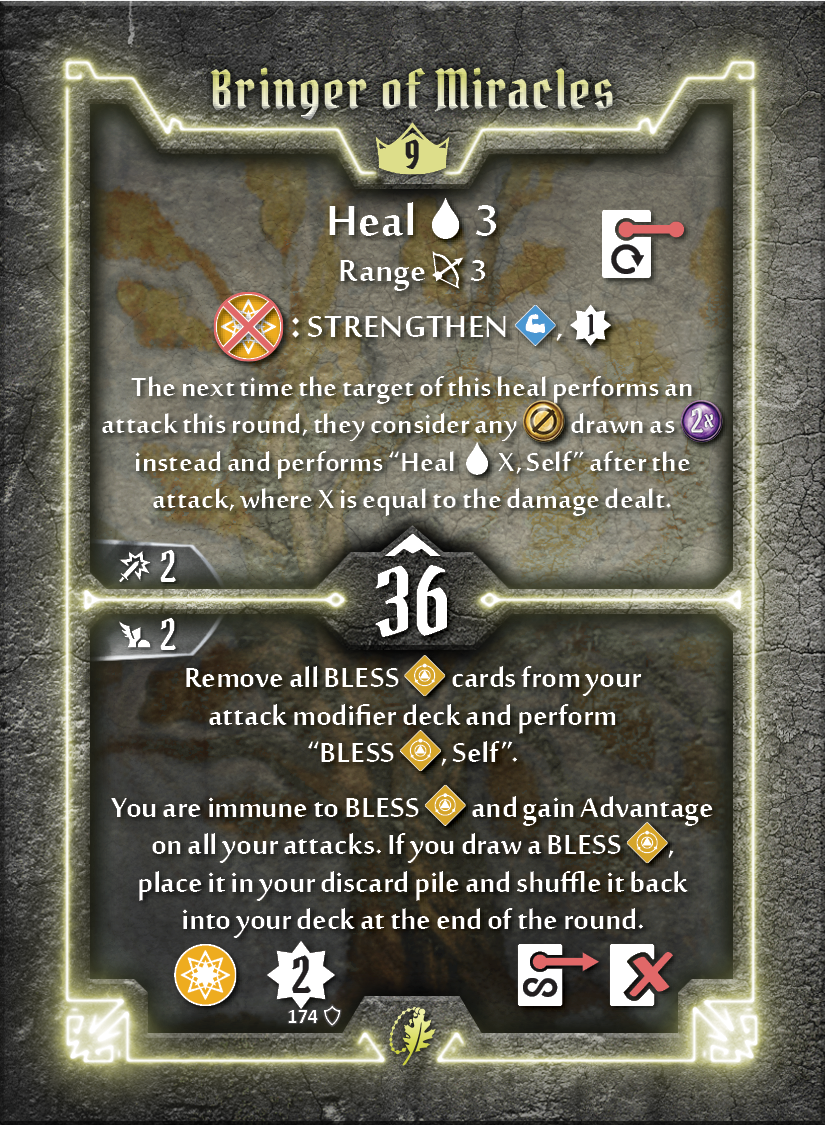 Bringer of Miracles
9
Heal 3
Range 3
: STRENGTHEN , 1
The next time the target of this heal performs an
attack this round, they consider any drawn as 2x
instead and performs “Heal X, Self” after the
attack, where X is equal to the damage dealt.
2
36
2
Remove all BLESS cards from your
attack modifier deck and perform
“BLESS , Self”.
You are immune to BLESS and gain Advantage
on all your attacks. If you draw a BLESS ,
place it in your discard pile and shuffle it back
into your deck at the end of the round.
2
174